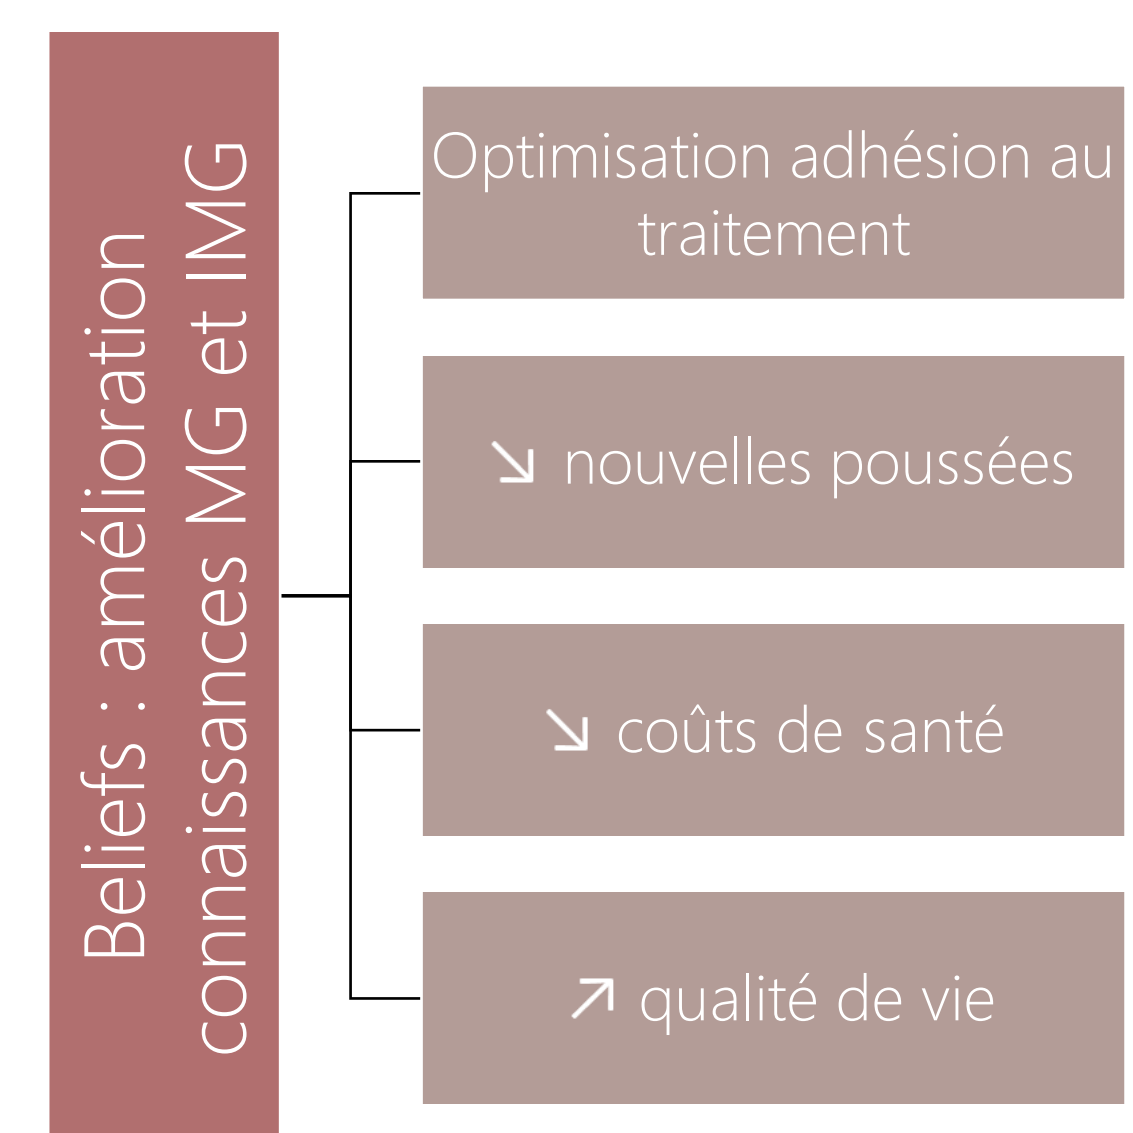 Beliefs : amélioration
connaissances MG et IMG
Optimisation adhésion au
traitement
↘ nouvelles poussées
↘ coûts de santé
↗ qualité de vie